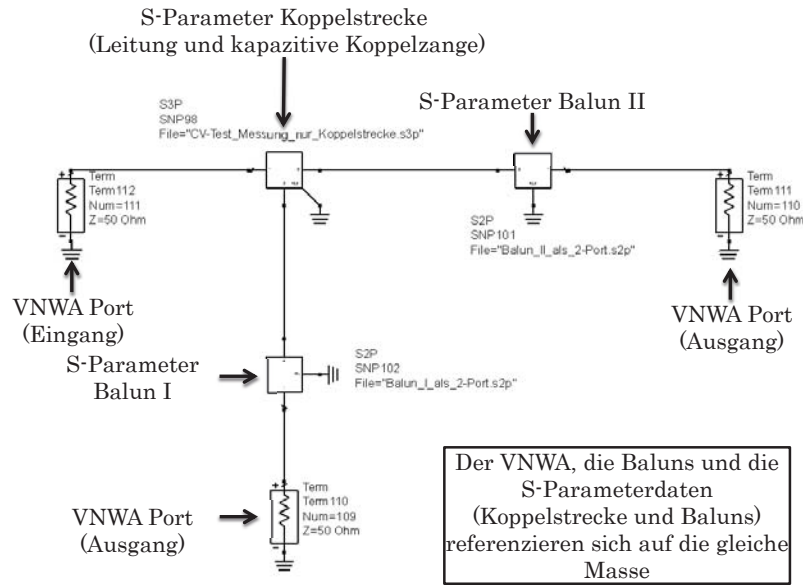 S-Parameter Koppelstrecke
(Leitung und kapazitive Koppelzange)
S3P
SNP98
File="CV-Test_Messung_nur_Koppelstrecke.s3p"
S-Parameter Balun II
Term
Term112
Num=111
Z=50 Ohm
S2P
SNP101
File="Balun_II_als_2-Port.s2p"
Term
Term111
Num=110
Z=50 Ohm
VNWA Port
(Eingang)
VNWA Port
(Ausgang)
S-Parameter
Balun I
S2P
SNP102
File="Balun_I_als_2-Port.s2p"
VNWA Port
(Ausgang)
Term
Term110
Num=109
Z=50 Ohm
Der VNWA, die Baluns und die
S-Parameterdaten
(Koppelstrecke und Baluns)
referenzieren sich auf die gleiche
Masse